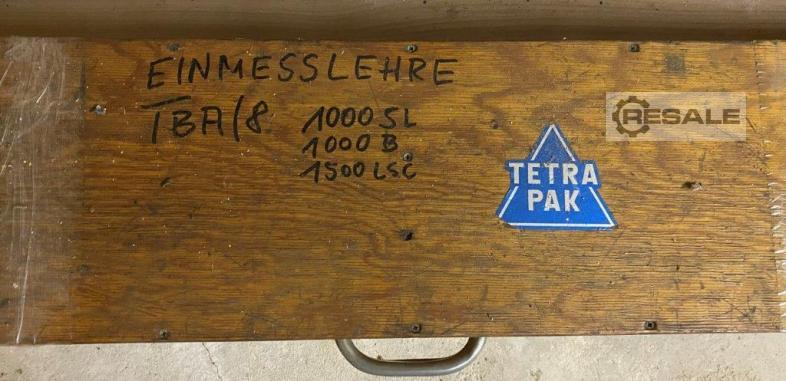 EINMESSLEHRE
TBA/8
1000 SL
1000 B
1500 LSC
RESALE
TETRA
PAK